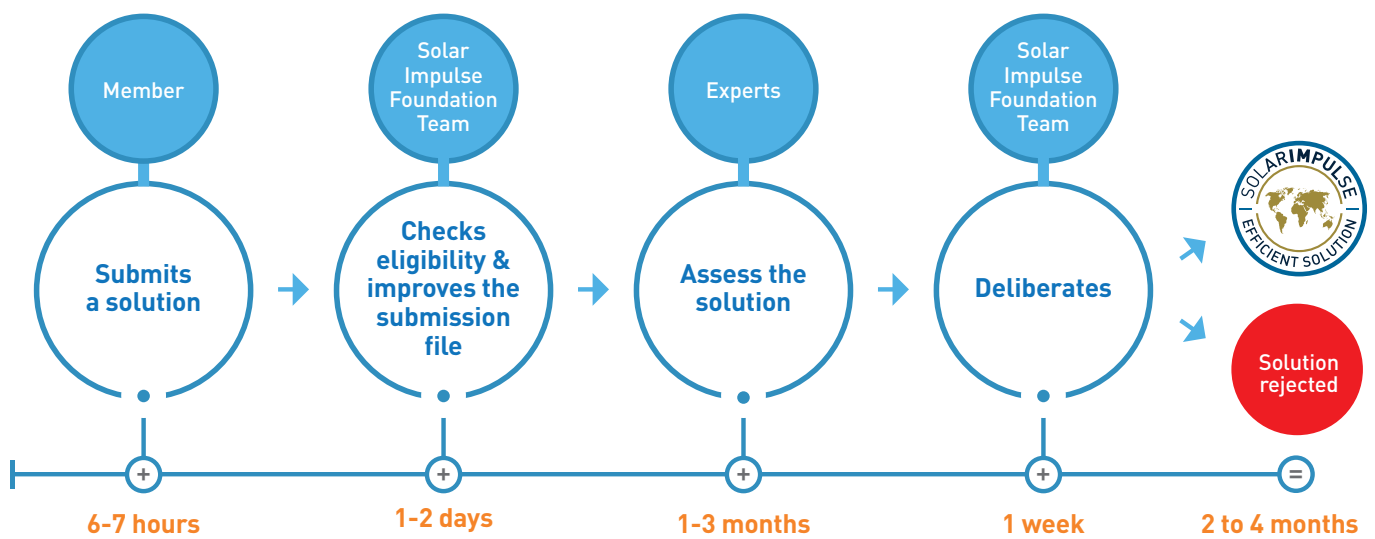 Member
Solar
Impulse
Foundation
Team
Experts
Solar
Impulse
Foundation
Team
Submits
a solution
Checks
eligibility &
improves the
submission
file
Assess the
solution
Deliberates
SOLARIMPULSE
EFFICIENT SOLUTION
Solution
rejected
+
+
+
+
=
6-7 hours
1-2 days
1-3 months
1 week
2 to 4 months